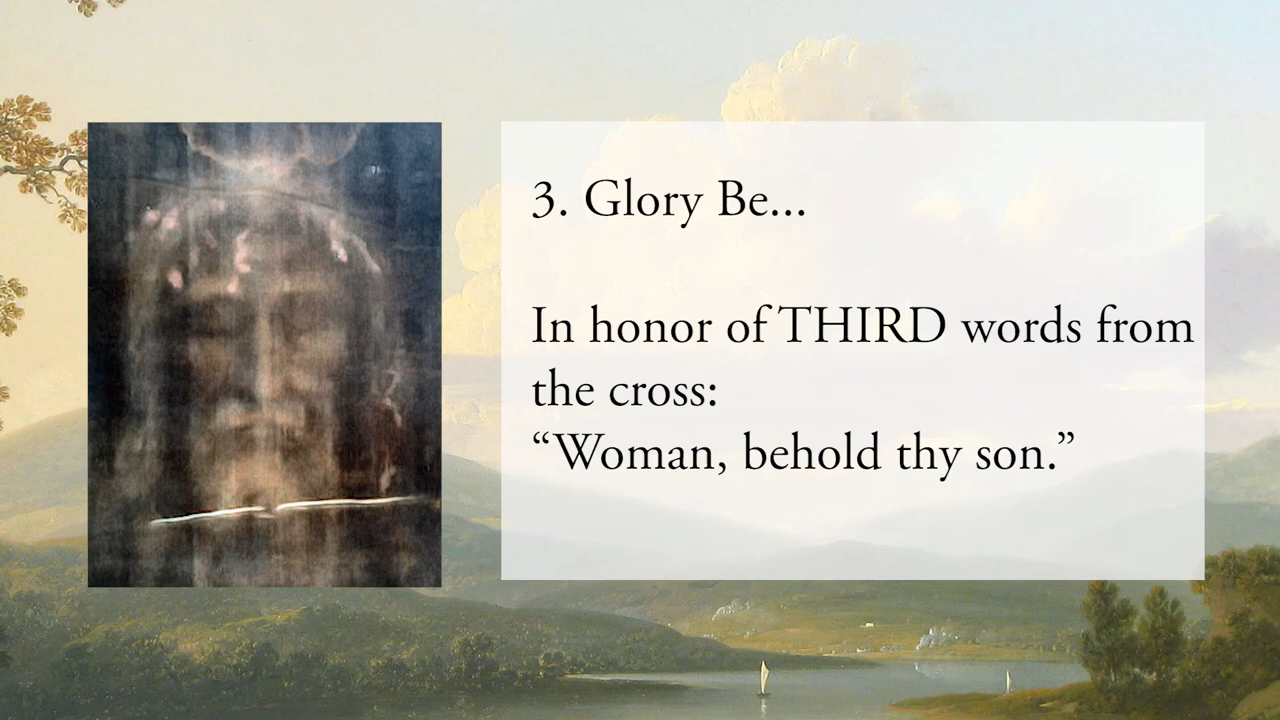 3. Glory Be...
In honor of THIRD words from
the cross:
“Woman, behold thy son.”